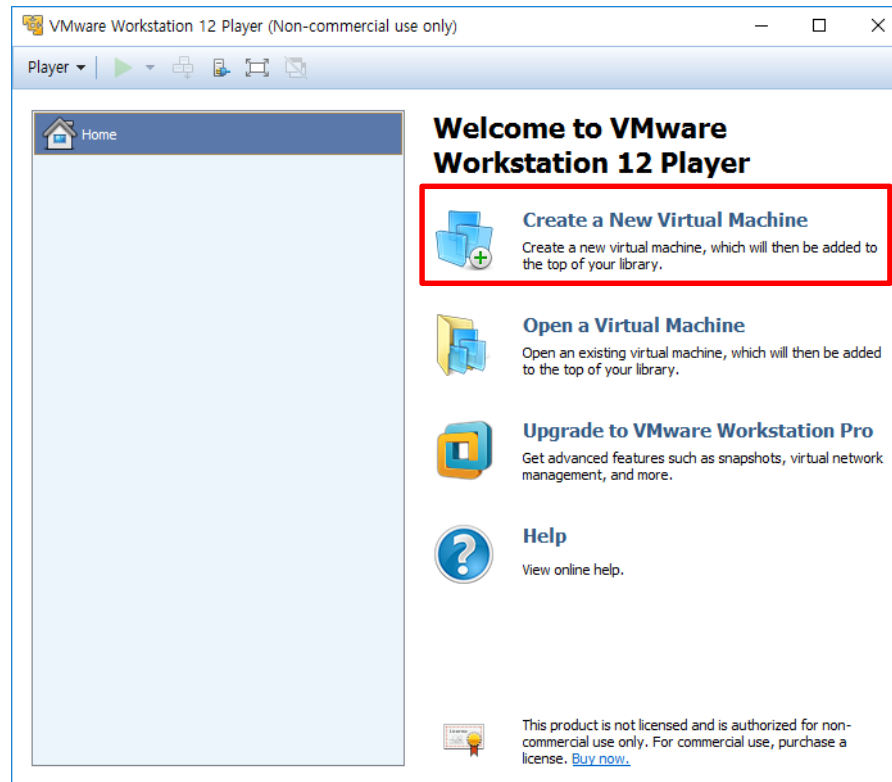 VMware Workstation 12 Player (Non-commercial use only)
Player
Home
Welcome to VMware
Workstation 12 Player
Create a New Virtual Machine
Create a new virtual machine, which will then be added to
the top of your library.
Open a Virtual Machine
Open an existing virtual machine, which will then be added
to the top of your library.
Upgrade to VMware Workstation Pro
Get advanced features such as snapshots, virtual network
management, and more.
Help
View online help.
This product is not licensed and is authorized for non-
commercial use only. For commercial use, purchase a
license. Buy now.